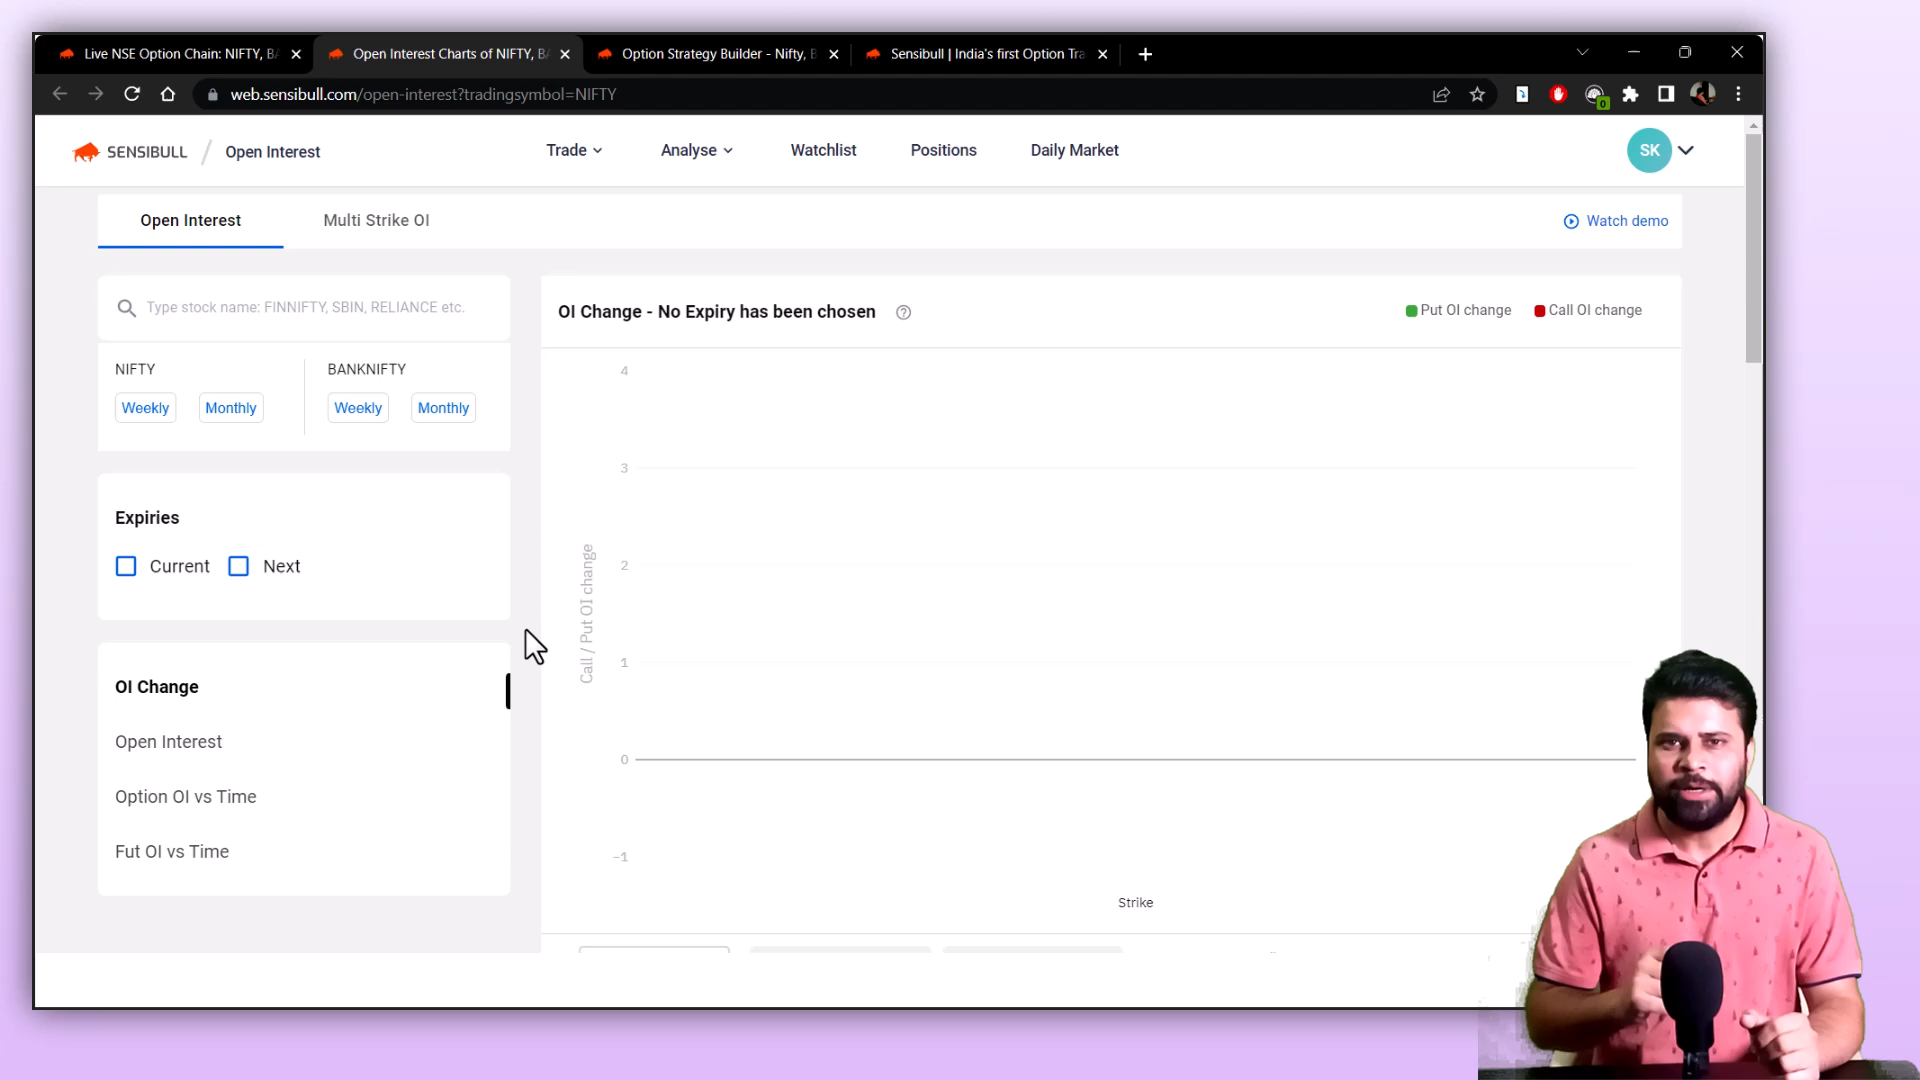 Live NSE Option Chain: NIFTY, BA
Open Interest Charts of NIFTY, BA
Option Strategy Builder - Nifty, B
Sensibull | India's first Option Tra
web.sensibull.com/open-interest?tradingsymbol=NIFTY
0
SENSIBULL / Open Interest
Trade
Analyse
Watchlist
Positions
Daily Market
SK
Open Interest
Multi Strike OI
Watch demo
Type stock name: FINNIFTY, SBIN, RELIANCE etc.
NIFTY
BANKNIFTY
Weekly
Monthly
Weekly
Monthly
Expiries
Current
Next
OI Change
Open Interest
Option OI vs Time
Fut OI vs Time
OI Change - No Expiry has been chosen
Put OI change
Call OI change
4
3
2
1
0
−1
Call / Put OI change
Strike